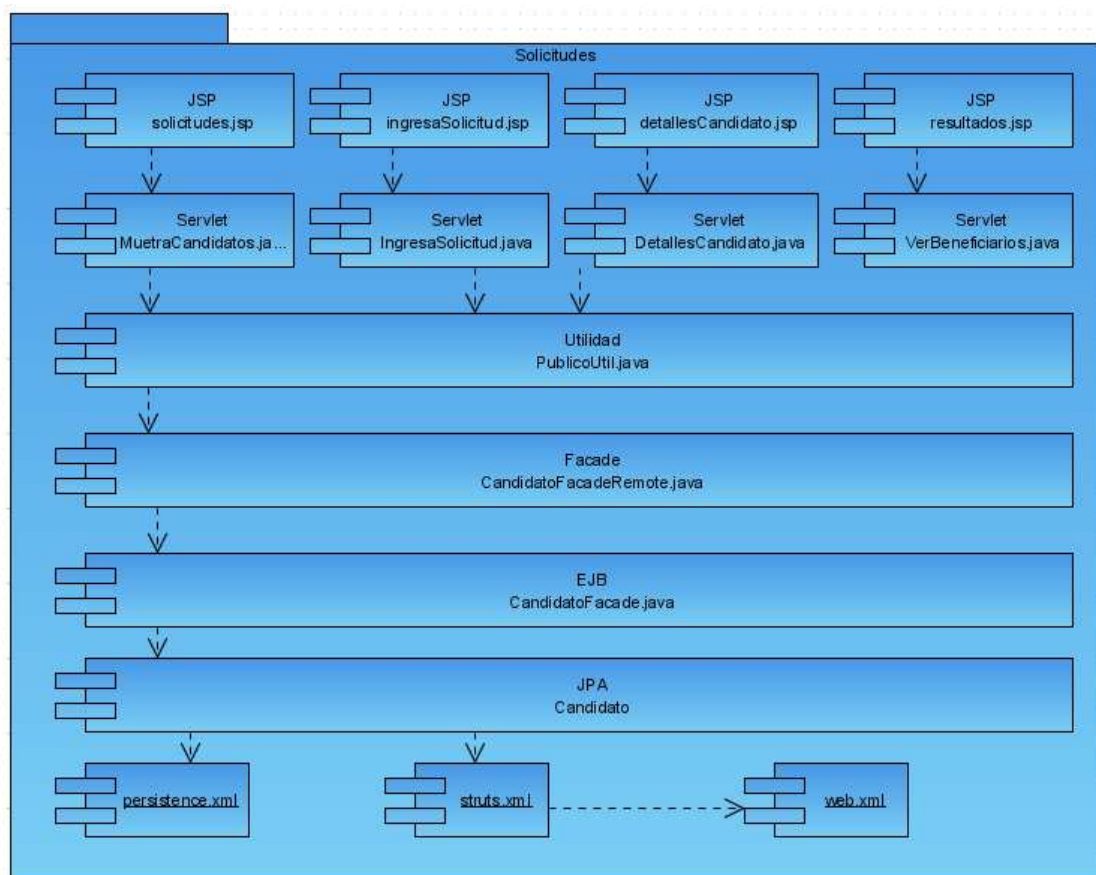 Solicitudes
JSP
solicitudes.jsp
JSP
ingresaSolicitud.jsp
JSP
detallesCandidato.jsp
JSP
resultados.jsp
Servlet
MuetraCandidatos.ja...
Servlet
IngresaSolicitud.java
Servlet
DetallesCandidato.java
Servlet
VerBeneficiarios.java
Utilidad
PublicoUtil.java
Facade
CandidatoFacadeRemote.java
EJB
CandidatoFacade.java
JPA
Candidato
persistence.xml
struts.xml
web.xml